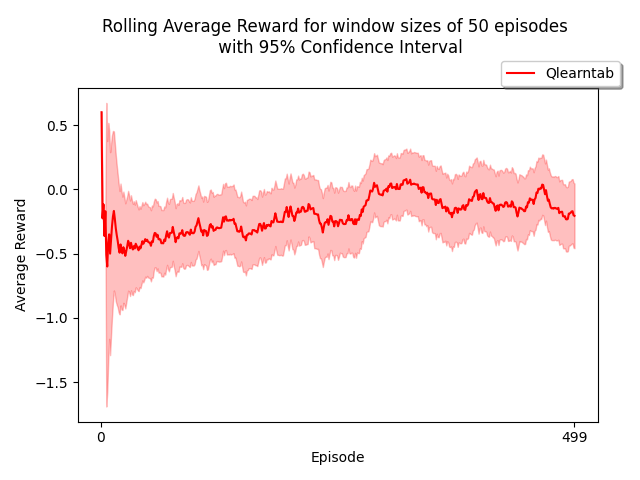 Rolling Average Reward for window sizes of 50 episodes
with 95% Confidence Interval
Qlearntab
0.5
0.0
−0.5
−1.0
−1.5
Average Reward
0 499
Episode